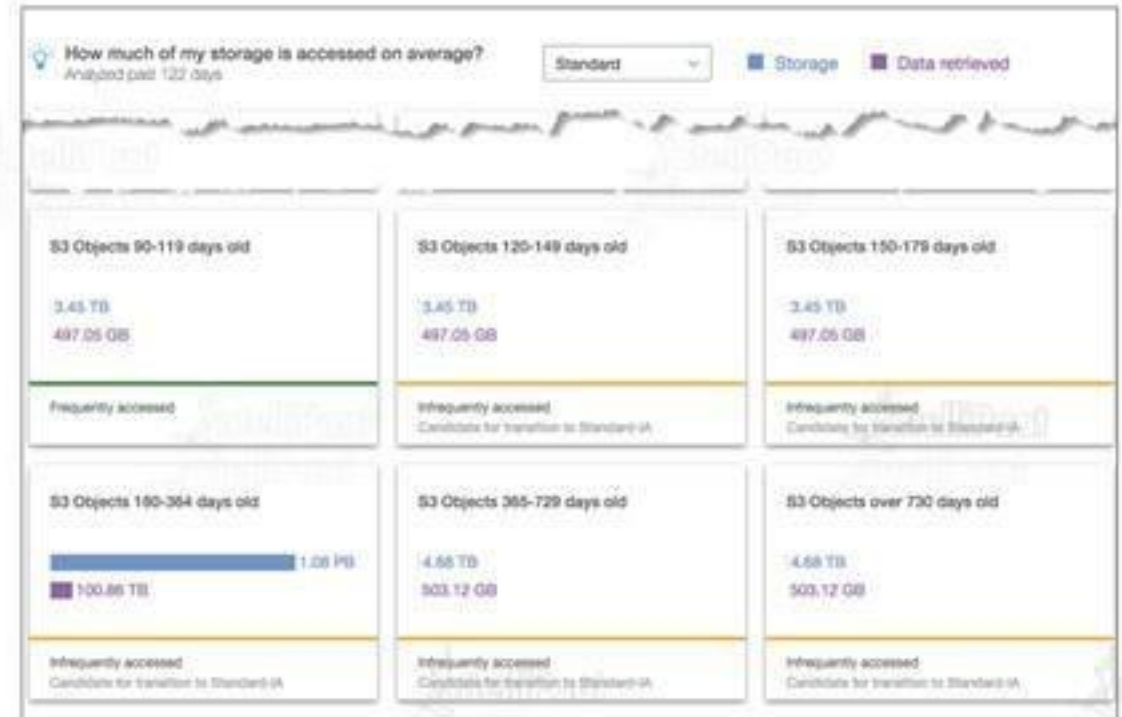 How much of my storage is accessed on average?
Analyzed past 122 days
Standard
Storage
Data retrieved
S3 Objects 90-119 days old
3.45 TB
497.05 GB
Frequently accessed
S3 Objects 120-149 days old
3.45 TB
497.05 GB
Infrequently accessed
Candidate for transition to Standard-IA
S3 Objects 150-179 days old
3.45 TB
497.05 GB
Infrequently accessed
Candidate for transition to Standard-IA
S3 Objects 180-364 days old
1.08 PB
100.86 TB
Infrequently accessed
Candidate for transition to Standard-IA
S3 Objects 365-729 days old
4.68 TB
503.12 GB
Infrequently accessed
Candidate for transition to Standard-IA
S3 Objects over 730 days old
4.68 TB
503.12 GB
Infrequently accessed
Candidate for transition to Standard-IA